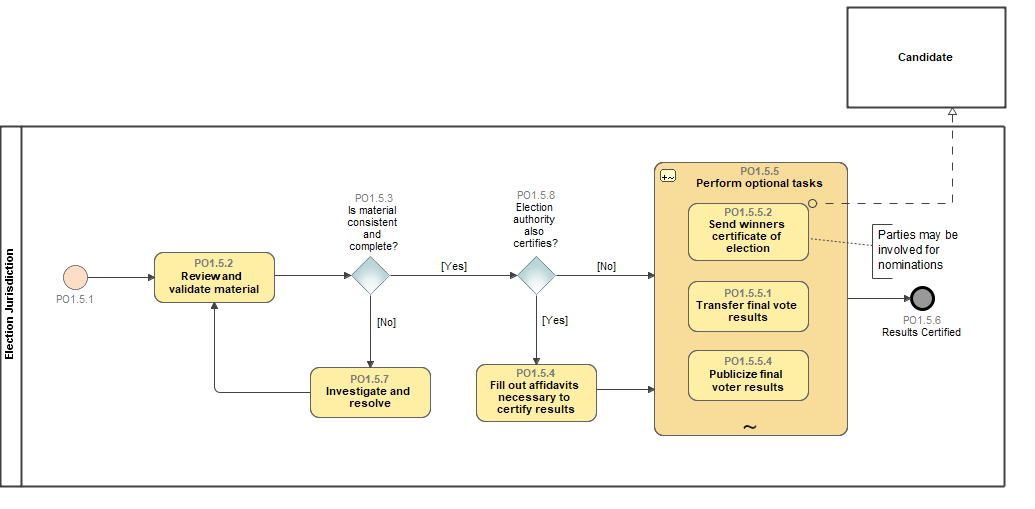 Candidate
Election Jurisdiction
PO1.5.1
PO1.5.2
Review and
validate material
PO1.5.3
Is material
consistent
and
complete?
[Yes]
[No]
PO1.5.7
Investigate and
resolve
PO1.5.8
Election
authority
also
certifies?
[No]
[Yes]
PO1.5.4
Fill out affidavits
necessary to
certify results
PO1.5.5
Perform optional tasks
PO1.5.5.2
Send winners
certificate of
election
PO1.5.5.1
Transfer final vote
results
PO1.5.5.4
Publicize final
voter results
~
Parties may be
involved for
nominations
PO1.5.6
Results Certified